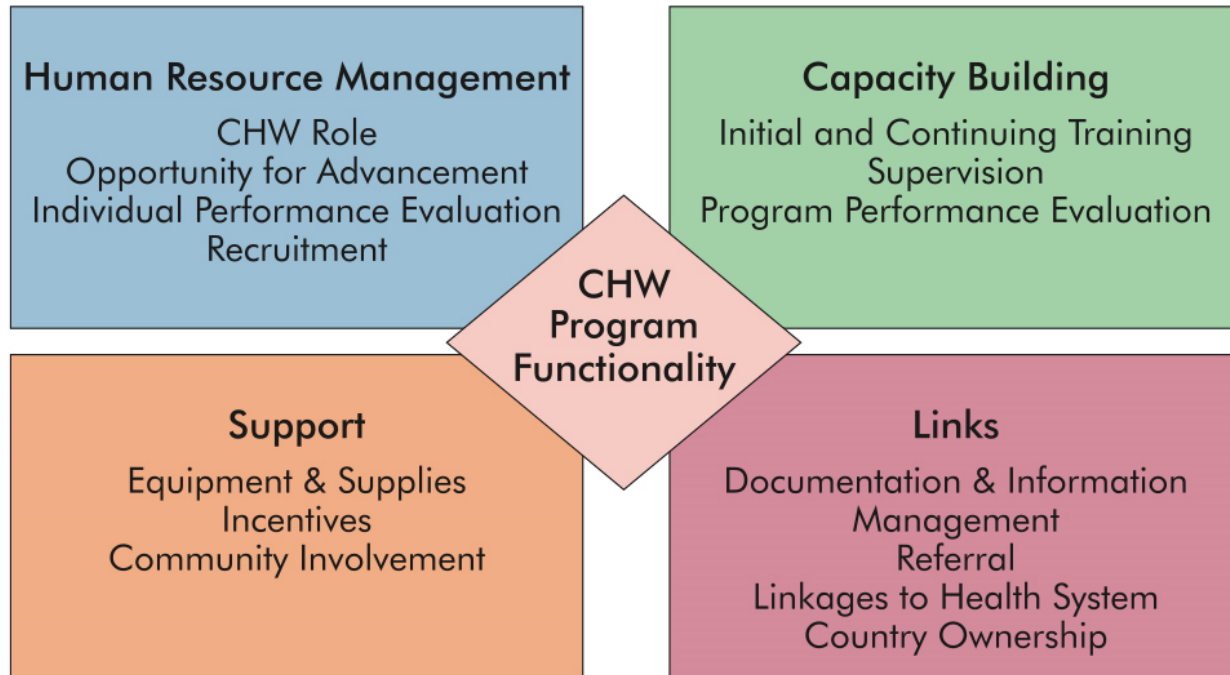 Human Resource Management
CHW Role
Opportunity for Advancement
Individual Performance Evaluation
Recruitment
Capacity Building
Initial and Continuing Training
Supervision
Program Performance Evaluation
CHW
Program
Functionality
Support
Equipment & Supplies
Incentives
Community Involvement
Links
Documentation & Information
Management
Referral
Linkages to Health System
Country Ownership